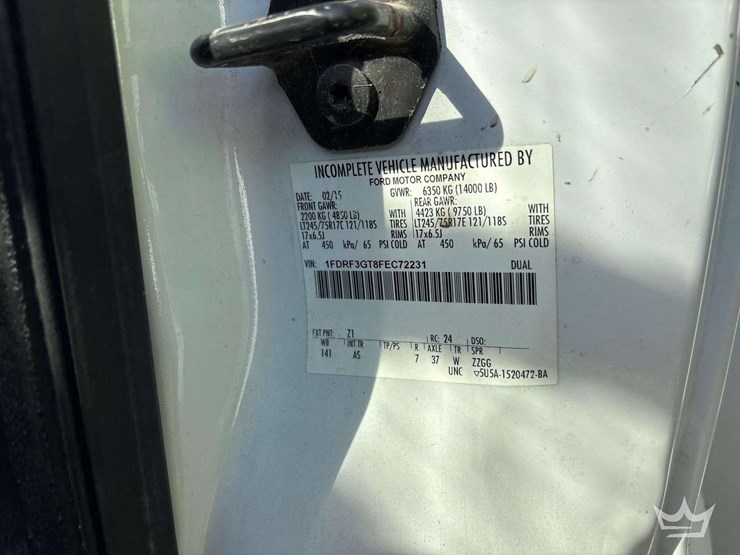 INCOMPLETE VEHICLE MANUFACTURED BY
FORD MOTOR COMPANY
DATE: 02/15 GVWR: 6350 KG (14000 LB)
FRONT GAWR: REAR GAWR:
2200 KG ( 4850 LB) WITH 4423 KG ( 9750 LB) WITH
LT245/75R17E 121/118S TIRES LT245/75R17E 121/118S TIRES
17x6.5J RIMS 17x6.5J RIMS
AT 450 kPa/ 65 PSI COLD AT 450 kPa/ 65 PSI COLD
VIN: 1FDRF3GT8FEC72231 DUAL
EXT PNT: Z1 RC: 24 DSO:
WB INT TR TP/PS R AXLE TR SPR
141 AS 7 37 W ZZGG
UNC ▽5U5A-1520472-BA